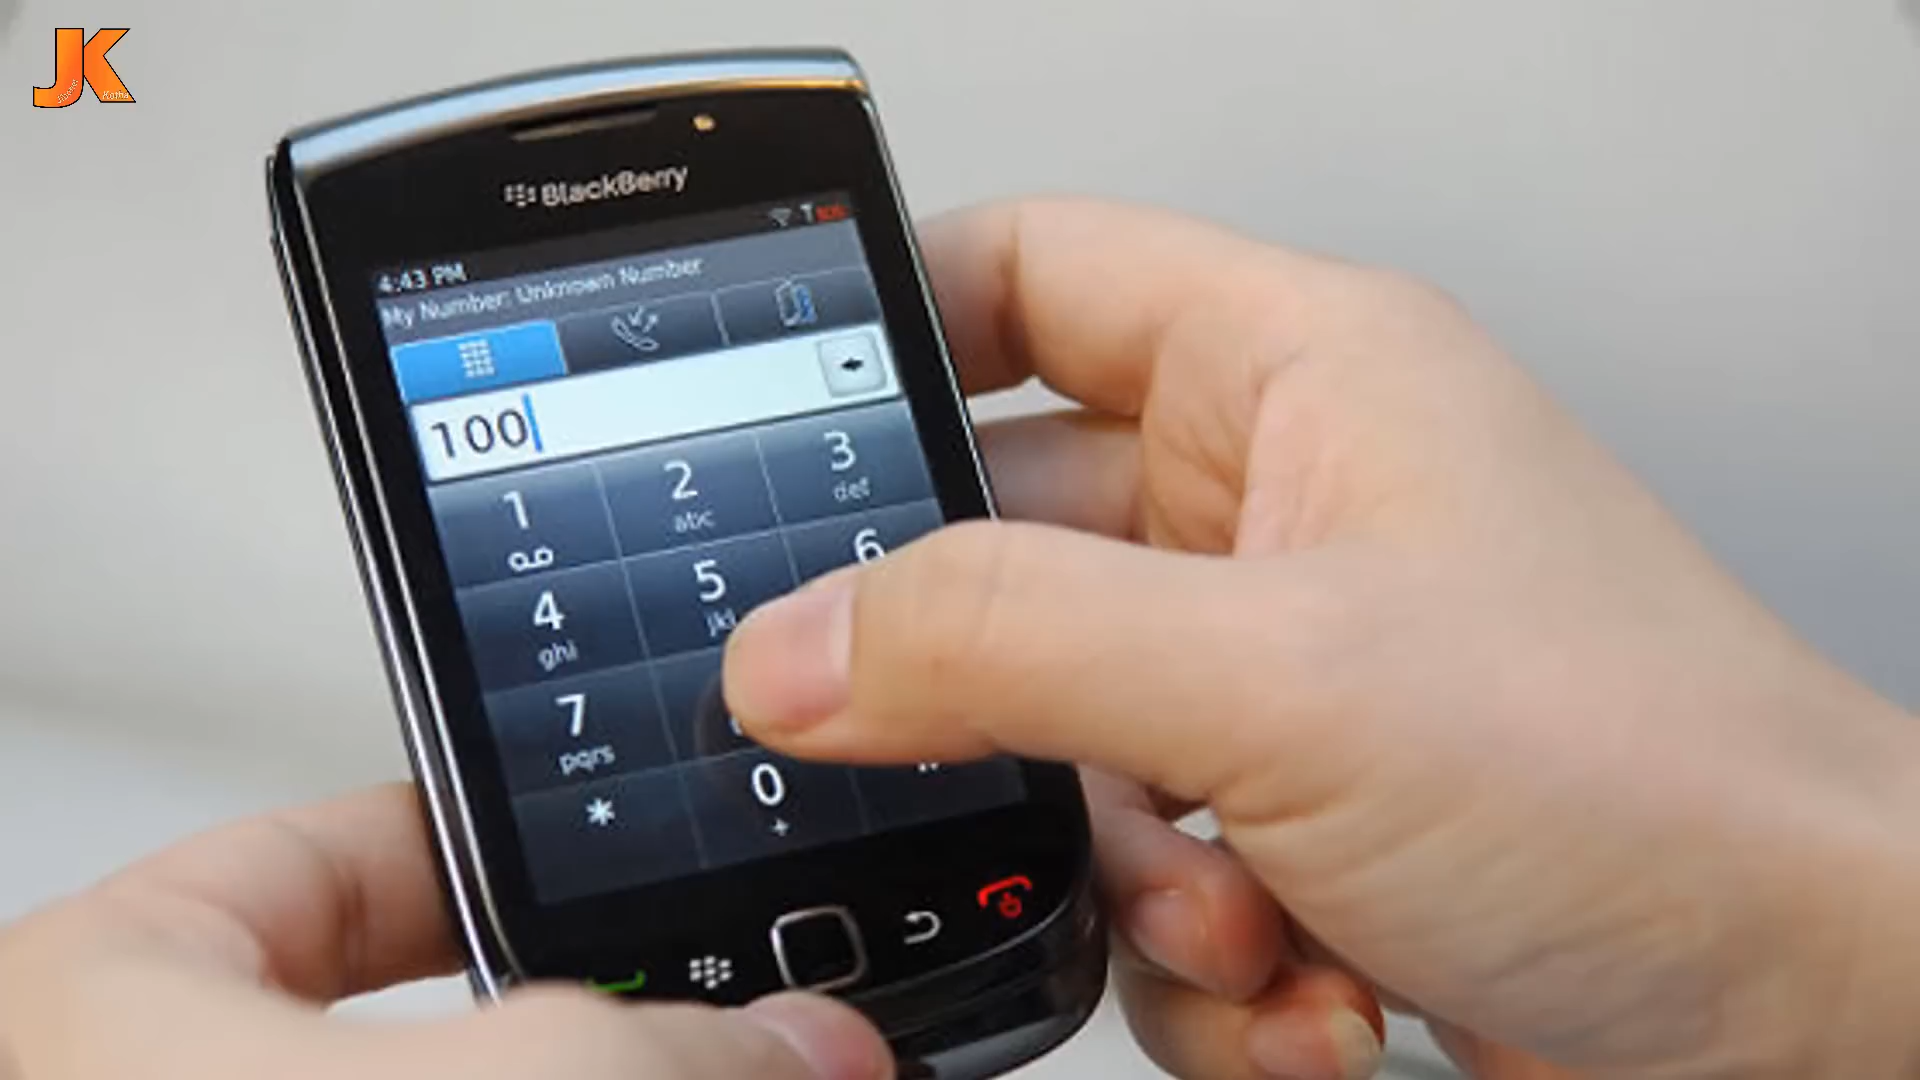 JK
BlackBerry
4:43 PM
My Number: Unknown Number
100
1
2
abc
3
def
4
ghi
5
jkl
6
7
pqrs
*
0
+